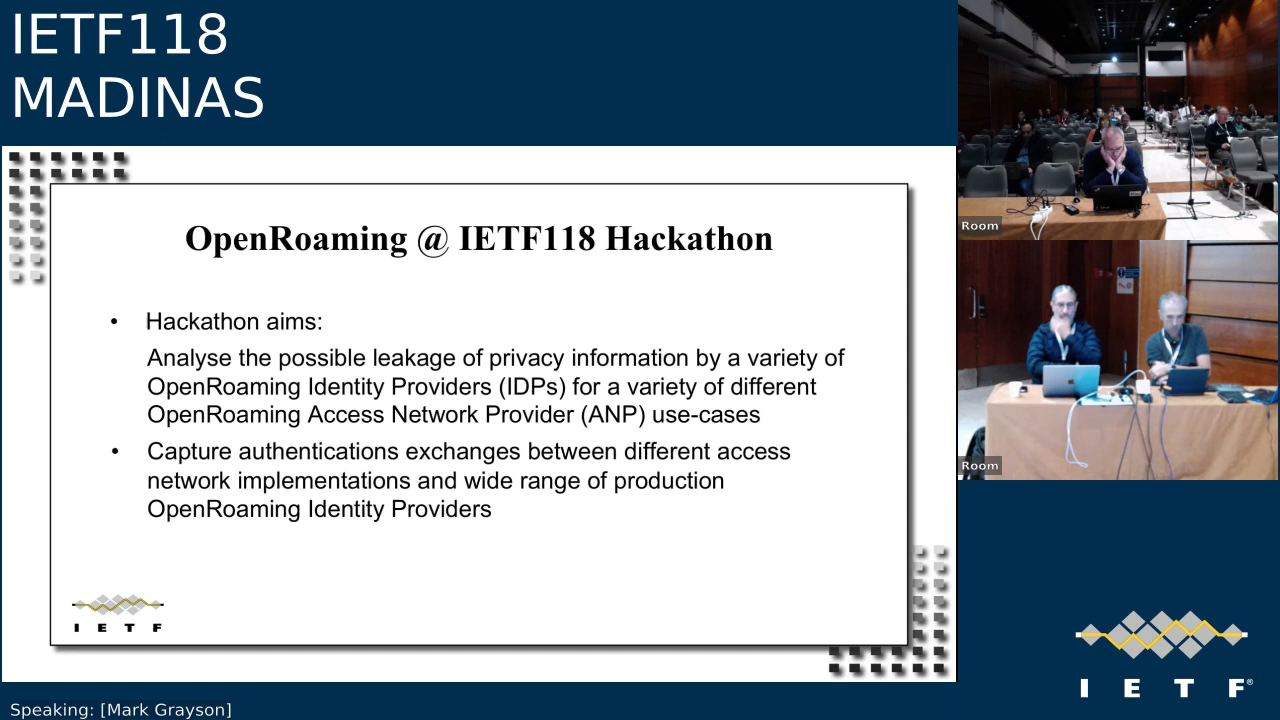 IETF118
MADINAS
OpenRoaming @ IETF118 Hackathon
• Hackathon aims:
Analyse the possible leakage of privacy information by a variety of
OpenRoaming Identity Providers (IDPs) for a variety of different
OpenRoaming Access Network Provider (ANP) use-cases
• Capture authentications exchanges between different access
network implementations and wide range of production
OpenRoaming Identity Providers
I E T F
Room
Room
I E T F®
Speaking: [Mark Grayson]